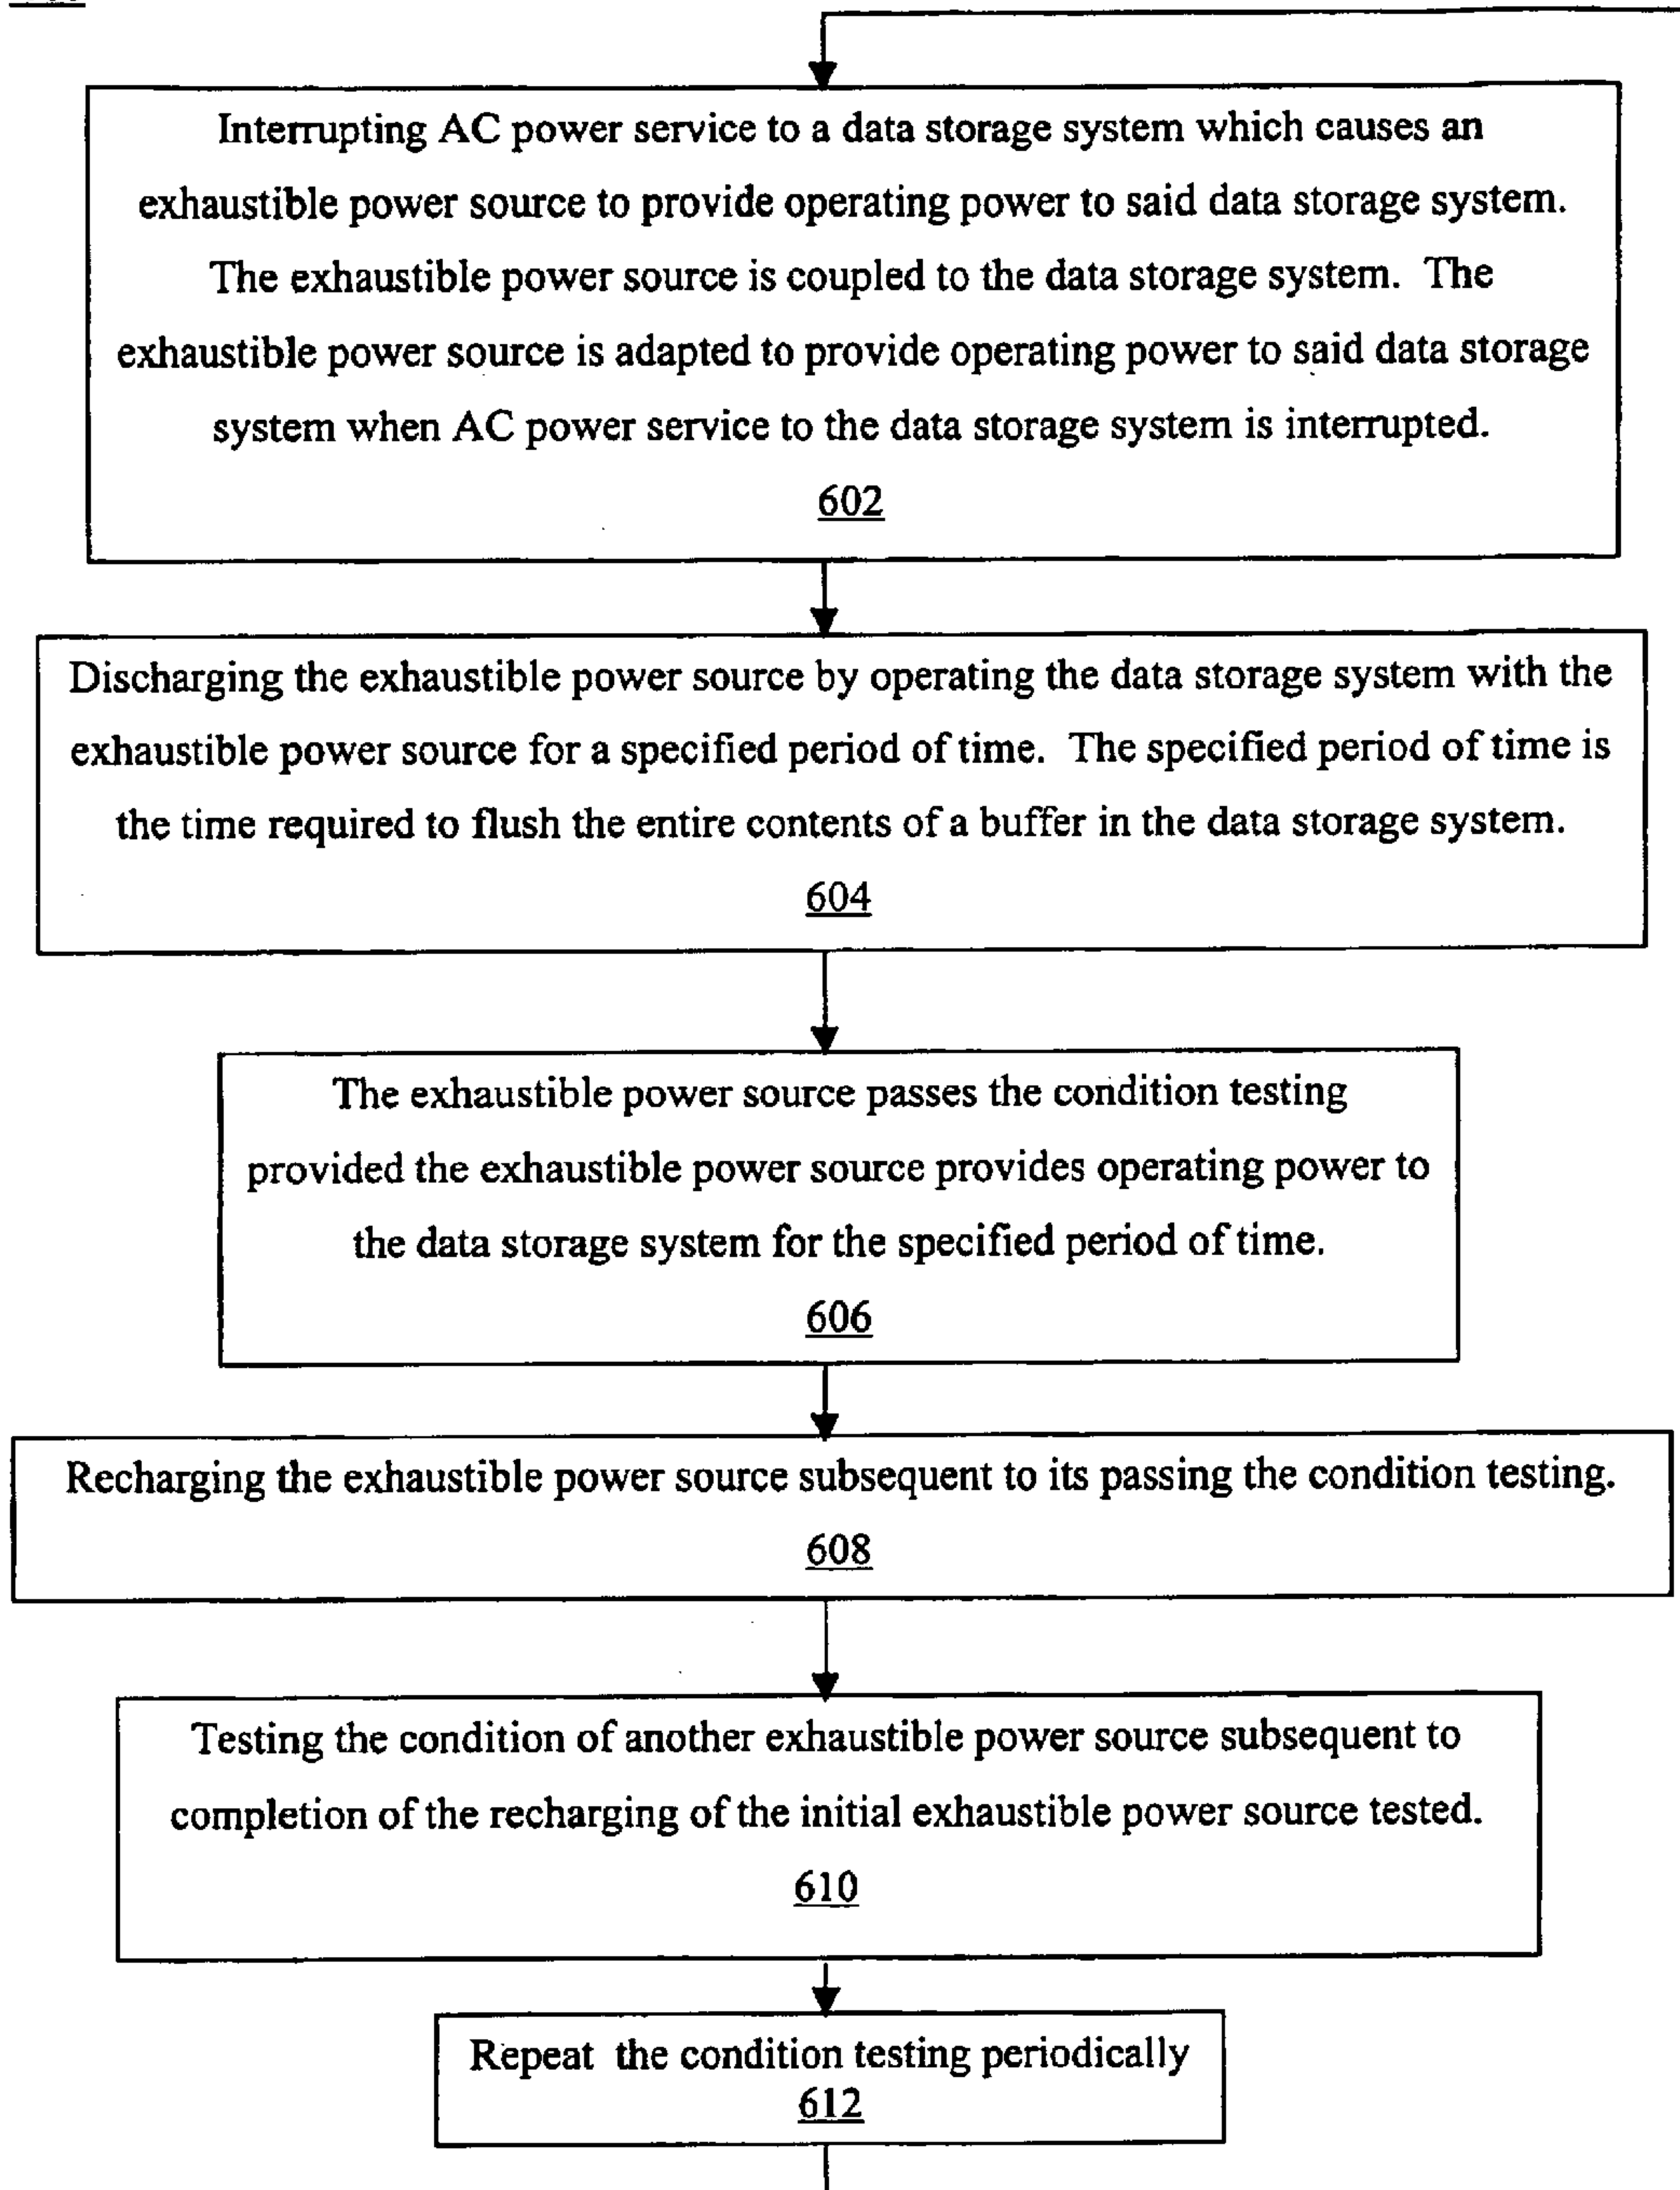 Interrupting AC power service to a data storage system which causes an
exhaustible power source to provide operating power to said data storage system.
The exhaustible power source is coupled to the data storage system. The
exhaustible power source is adapted to provide operating power to said data storage
system when AC power service to the data storage system is interrupted.
602
Discharging the exhaustible power source by operating the data storage system with the
exhaustible power source for a specified period of time. The specified period of time is
the time required to flush the entire contents of a buffer in the data storage system.
604
The exhaustible power source passes the condition testing
provided the exhaustible power source provides operating power to
the data storage system for the specified period of time.
606
Recharging the exhaustible power source subsequent to its passing the condition testing.
608
Testing the condition of another exhaustible power source subsequent to
completion of the recharging of the initial exhaustible power source tested.
610
Repeat the condition testing periodically
612